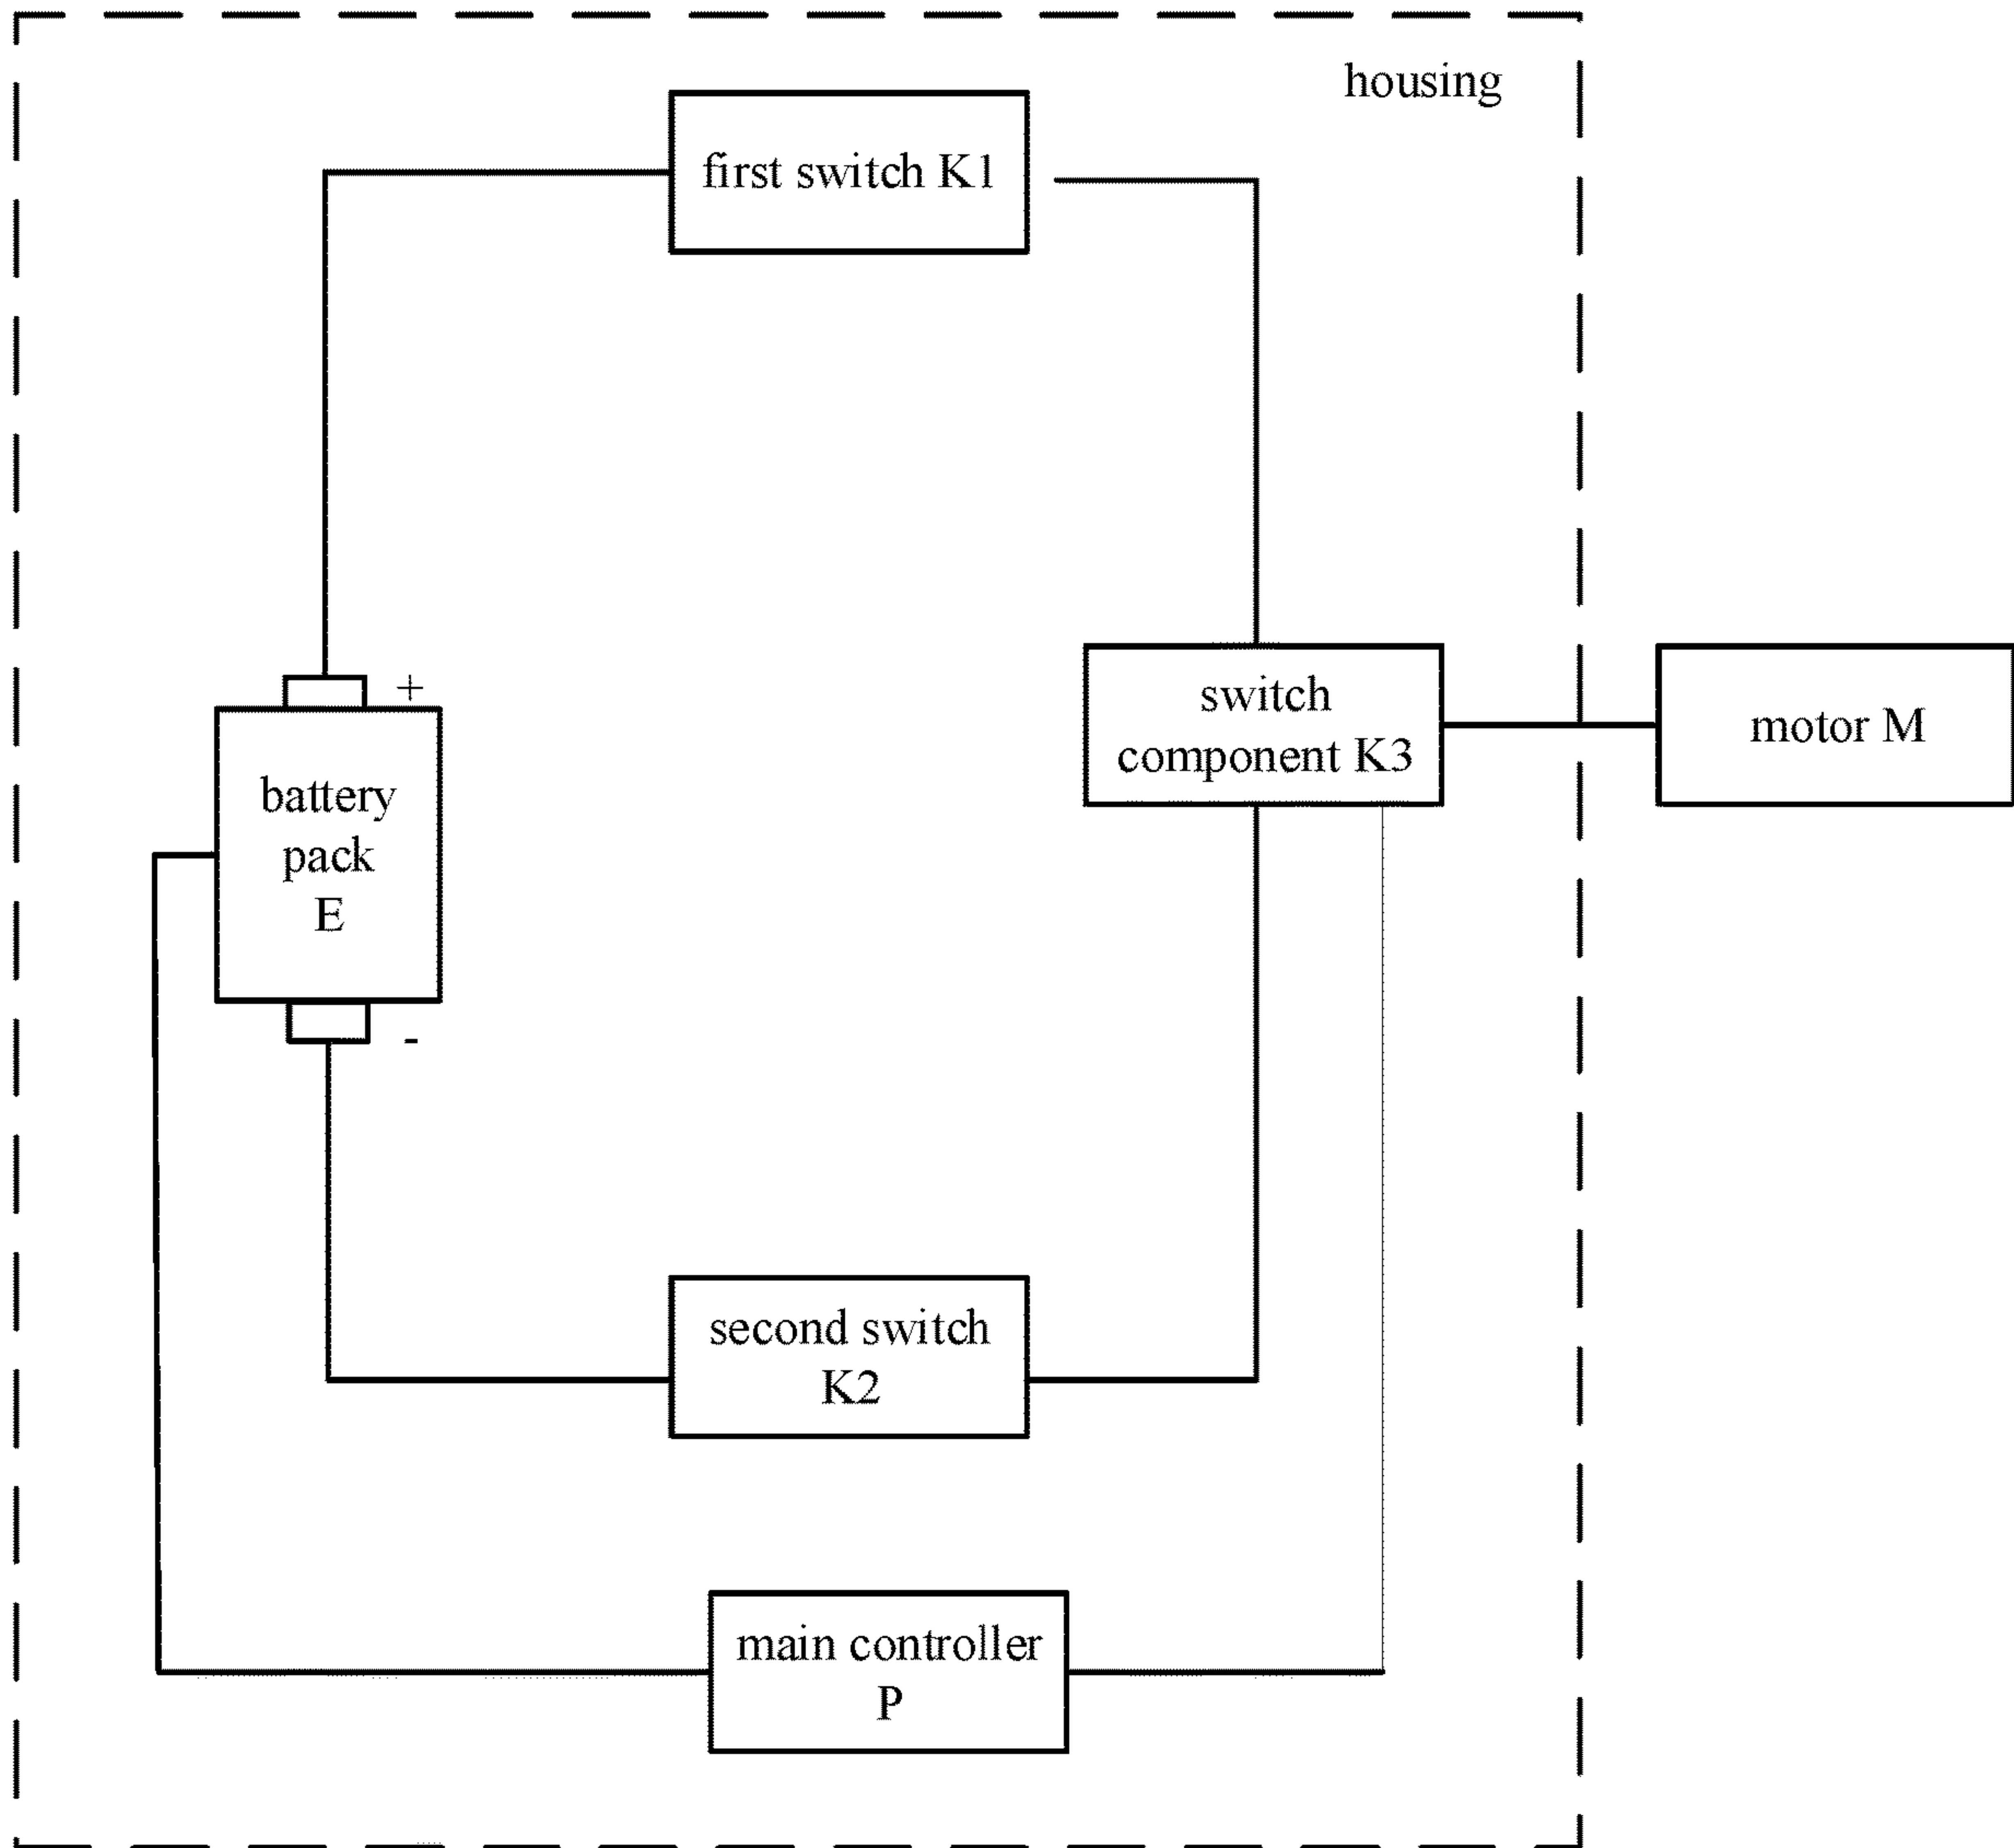 housing
first switch K1
+
switch
component K3
motor M
battery
pack
E
-
second switch
K2
main controller
P